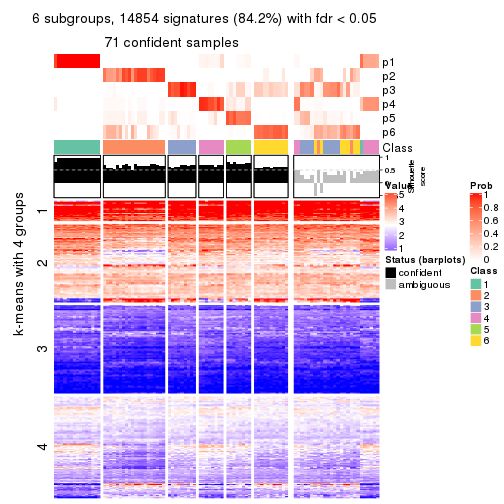 6 subgroups, 14854 signatures (84.2%) with fdr < 0.05
71 confident samples
p1
p2
p3
p4
p5
p6
Class
1
0.5
0
Silhouette
score
k-means with 4 groups
1
2
3
4
Value
5
4
3
2
1
Status (barplots)
confident
ambiguous
Prob
1
0.8
0.6
0.4
0.2
0
Class
1
2
3
4
5
6